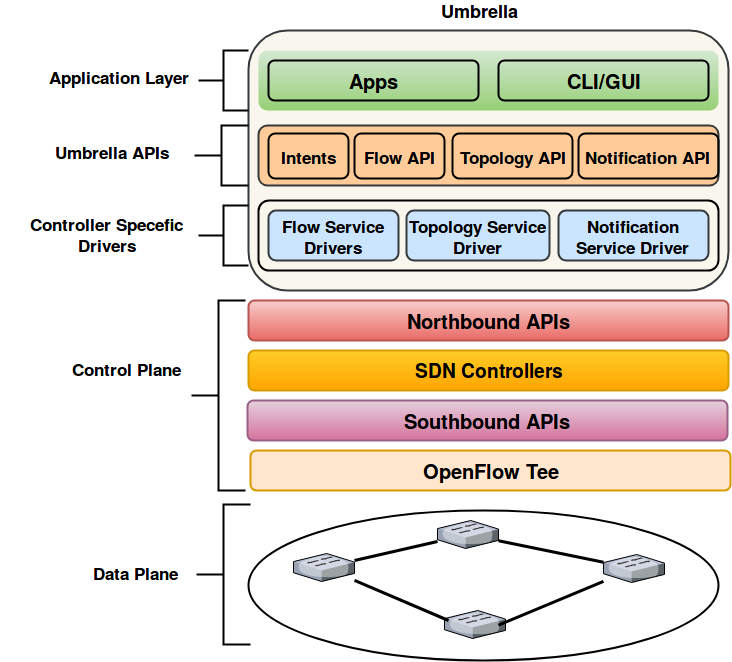 Umbrella
Application Layer
Apps
CLI/GUI
Umbrella APIs
Intents
Flow API
Topology API
Notification API
Controller Specefic
Drivers
Flow Service
Drivers
Topology Service
Driver
Notification
Service Driver
Control Plane
Northbound APIs
SDN Controllers
Southbound APIs
OpenFlow Tee
Data Plane